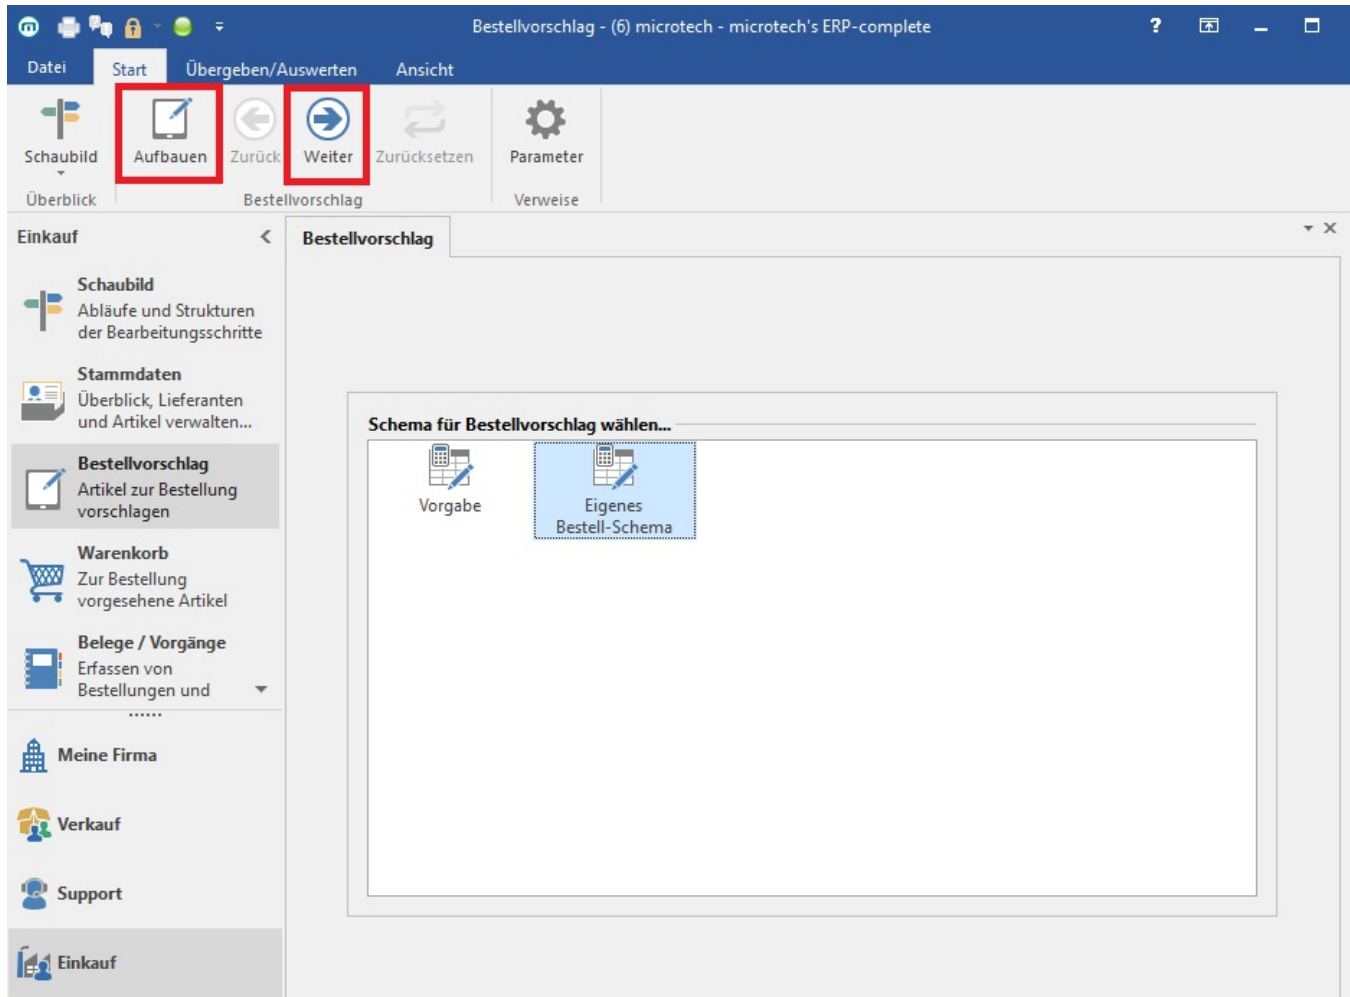 Bestellvorschlag - (6) microtech - microtech's ERP-complete
?
Datei Start Übergeben/Auswerten Ansicht
Schaubild Aufbauen Zurück Weiter Zurücksetzen Parameter
Überblick Bestellvorschlag Verweise
Einkauf
Bestellvorschlag
Schaubild
Abläufe und Strukturen
der Bearbeitungsschritte
Stammdaten
Überblick, Lieferanten
und Artikel verwalten...
Bestellvorschlag
Artikel zur Bestellung
vorschlagen
Warenkorb
Zur Bestellung
vorgesehene Artikel
Belege / Vorgänge
Erfassen von
Bestellungen und
Meine Firma
Verkauf
Support
Einkauf
Schema für Bestellvorschlag wählen...
Vorgabe
Eigenes
Bestell-Schema